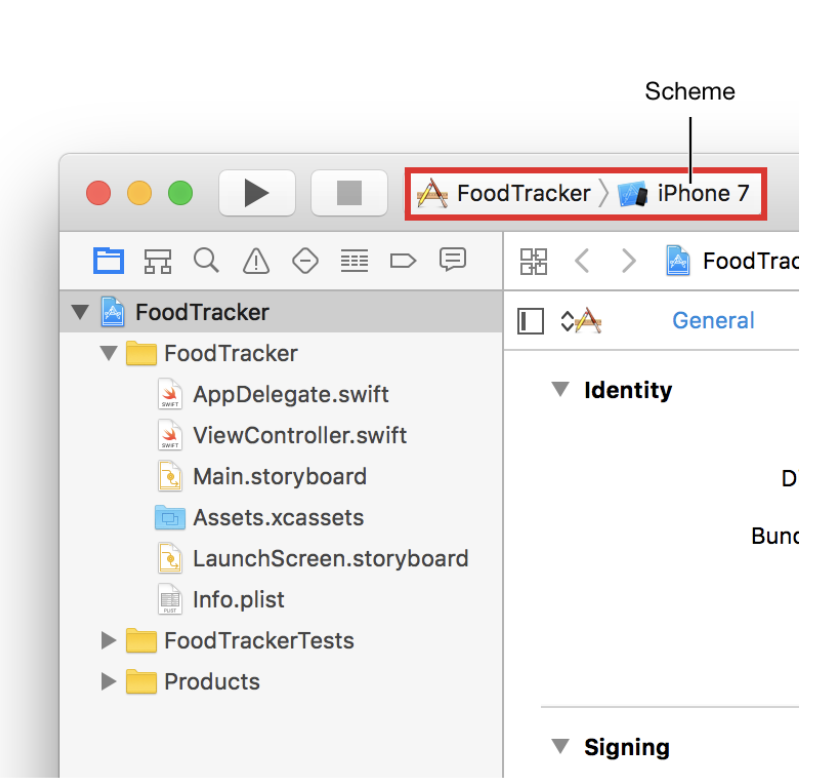 Scheme
FoodTracker iPhone 7
FoodTrac
FoodTracker
General
FoodTracker
Identity
AppDelegate.swift
ViewController.swift
Main.storyboard
D
Assets.xcassets
Bund
LaunchScreen.storyboard
Info.plist
FoodTrackerTests
Products
Signing